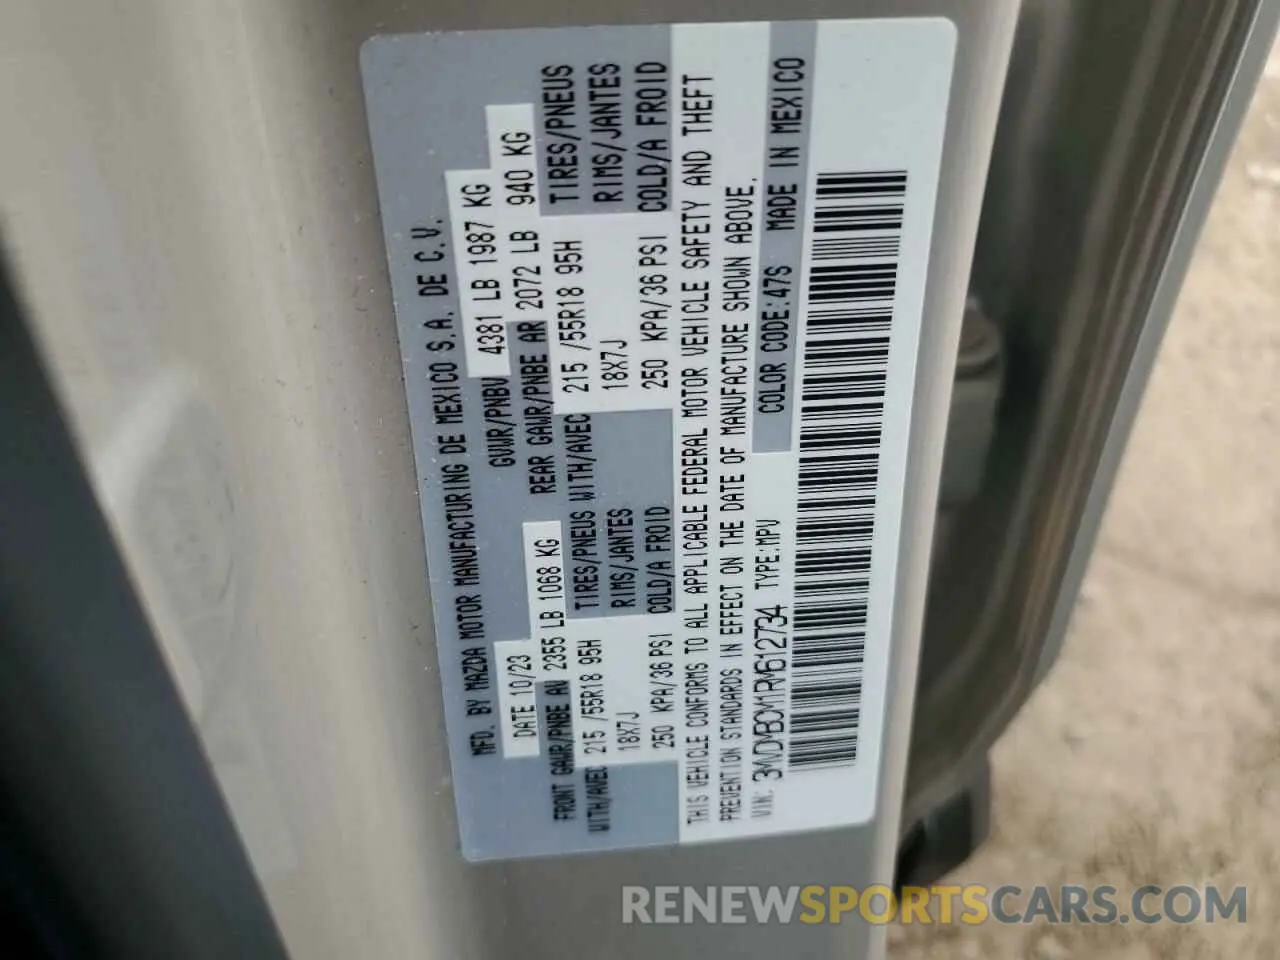 MFD. BY MAZDA MOTOR MANUFACTURING DE MEXICO S.A. DE C.V.
DATE 10/23 GVWR/PNBV 4381 LB 1987 KG
FRONT GAWR/PNBE AV 2355 LB 1068 KG REAR GAWR/PNBE AR 2072 LB 940 KG
WITH/AVEC 215 /55R18 95H TIRES/PNEUS WITH/AVEC 215 /55R18 95H TIRES/PNEUS
18X7J RIMS/JANTES 18X7J RIMS/JANTES
250 KPA/36 PSI COLD/A FROID 250 KPA/36 PSI COLD/A FROID
THIS VEHICLE CONFORMS TO ALL APPLICABLE FEDERAL MOTOR VEHICLE SAFETY AND THEFT
PREVENTION STANDARDS IN EFFECT ON THE DATE OF MANUFACTURE SHOWN ABOVE.
VIN: 3MVDMBCM1RM612734 TYPE:MPV COLOR CODE:47S MADE IN MEXICO
RENEWSPORTSCARS.COM